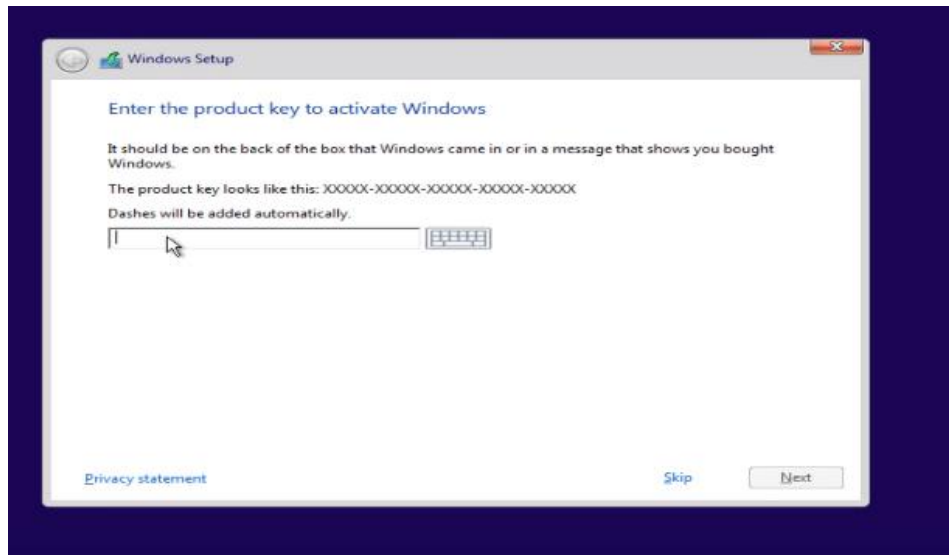 Windows Setup
Enter the product key to activate Windows
It should be on the back of the box that Windows came in or in a message that shows you bought
Windows.
The product key looks like this: XXXXX-XXXXX-XXXXX-XXXXX-XXXXX
Dashes will be added automatically.
Privacy statement
Skip
Next